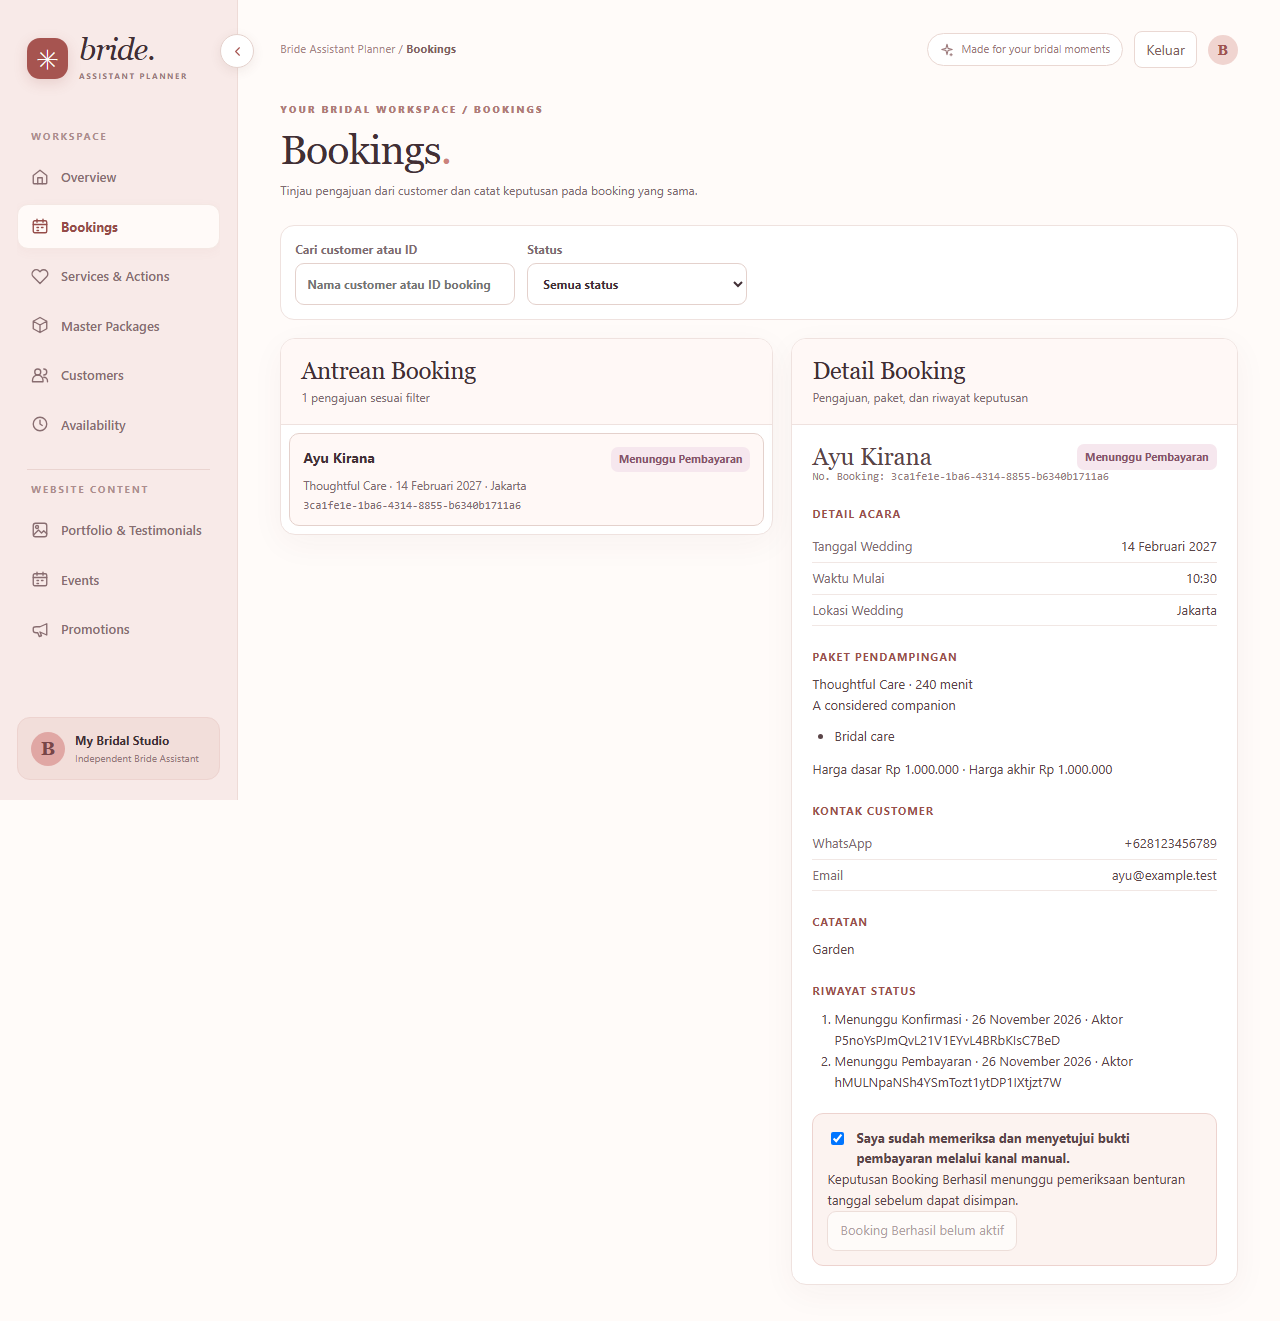 bride.
ASSISTANT PLANNER
WORKSPACE
Overview
Bookings
Services & Actions
Master Packages
Customers
Availability
WEBSITE CONTENT
Portfolio & Testimonials
Events
Promotions
B
My Bridal Studio
Independent Bride Assistant
Bride Assistant Planner / Bookings
Made for your bridal moments
Keluar
B
YOUR BRIDAL WORKSPACE / BOOKINGS
Bookings.
Tinjau pengajuan dari customer dan catat keputusan pada booking yang sama.
Cari customer atau ID
Nama customer atau ID booking
Status
Semua status
Antrean Booking
1 pengajuan sesuai filter
Ayu Kirana
Menunggu Pembayaran
Thoughtful Care · 14 Februari 2027 · Jakarta
3ca1fe1e-1ba6-4314-8855-b6340b1711a6
Detail Booking
Pengajuan, paket, dan riwayat keputusan
Ayu Kirana
Menunggu Pembayaran
No. Booking: 3ca1fe1e-1ba6-4314-8855-b6340b1711a6
DETAIL ACARA
Tanggal Wedding 14 Februari 2027
Waktu Mulai 10:30
Lokasi Wedding Jakarta
PAKET PENDAMPINGAN
Thoughtful Care · 240 menit
A considered companion
• Bridal care
Harga dasar Rp 1.000.000 · Harga akhir Rp 1.000.000
KONTAK CUSTOMER
WhatsApp +628123456789
Email ayu@example.test
CATATAN
Garden
RIWAYAT STATUS
1. Menunggu Konfirmasi · 26 November 2026 · Aktor
P5noYsPJmQvL21V1EYvL4BRbKIsC7BeD
2. Menunggu Pembayaran · 26 November 2026 · Aktor
hMULNpaNSh4YSmTozt1ytDP1IXtjzt7W
Saya sudah memeriksa dan menyetujui bukti
pembayaran melalui kanal manual.
Keputusan Booking Berhasil menunggu pemeriksaan benturan
tanggal sebelum dapat disimpan.
Booking Berhasil belum aktif